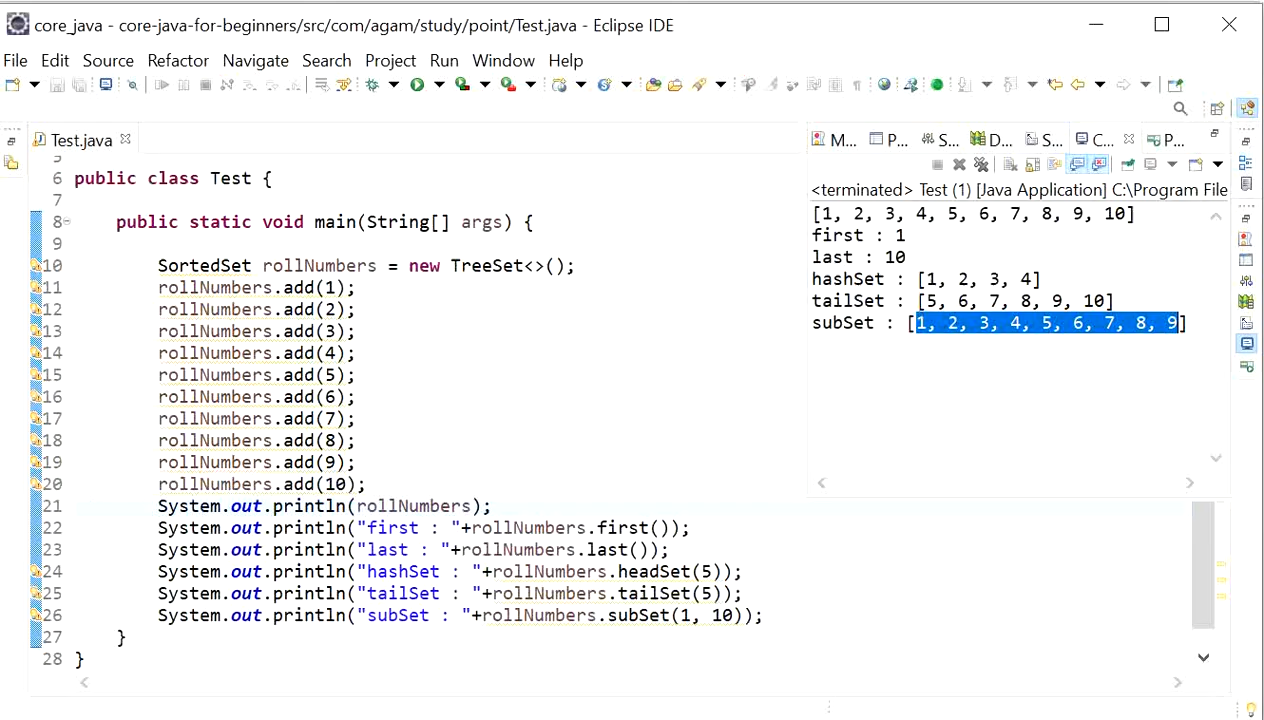 core_java - core-java-for-beginners/src/com/agam/study/point/Test.java - Eclipse IDE
File Edit Source Refactor Navigate Search Project Run Window Help
Test.java
6 public class Test {
7
8 public static void main(String[] args) {
9
10 SortedSet rollNumbers = new TreeSet<>();
11 rollNumbers.add(1);
12 rollNumbers.add(2);
13 rollNumbers.add(3);
14 rollNumbers.add(4);
15 rollNumbers.add(5);
16 rollNumbers.add(6);
17 rollNumbers.add(7);
18 rollNumbers.add(8);
19 rollNumbers.add(9);
20 rollNumbers.add(10);
21 System.out.println(rollNumbers);
22 System.out.println("first : "+rollNumbers.first());
23 System.out.println("last : "+rollNumbers.last());
24 System.out.println("hashSet : "+rollNumbers.headSet(5));
25 System.out.println("tailSet : "+rollNumbers.tailSet(5));
26 System.out.println("subSet : "+rollNumbers.subSet(1, 10));
27 }
28 }
M... P... S... D... S... C... P...
<terminated> Test (1) [Java Application] C:\Program File
[1, 2, 3, 4, 5, 6, 7, 8, 9, 10]
first : 1
last : 10
hashSet : [1, 2, 3, 4]
tailSet : [5, 6, 7, 8, 9, 10]
subSet : [1, 2, 3, 4, 5, 6, 7, 8, 9]